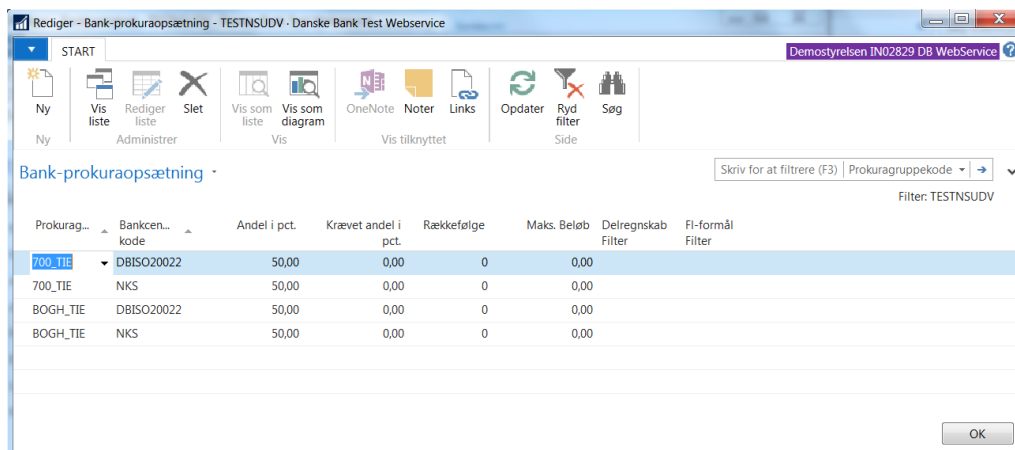 Rediger - Bank-prokuraopsætning - TESTNSUDV · Danske Bank Test Webservice
START
Demostyrelsen IN02829 DB WebService
Ny
Vis liste
Rediger liste
Slet
Vis som liste
Vis som diagram
OneNote
Noter
Links
Opdater
Ryd filter
Søg
Ny
Administrer
Vis
Vis tilknyttet
Side
Bank-prokuraopsætning
Skriv for at filtrere (F3) Prokuragruppekode
Filter: TESTNSUDV
Prokurag... Bankcen... kode Andel i pct. Krævet andel i pct. Rækkefølge Maks. Beløb Delregnskab Filter FI-formål Filter
700_TIE DBISO20022 50,00 0,00 0 0,00
700_TIE NKS 50,00 0,00 0 0,00
BOGH_TIE DBISO20022 50,00 0,00 0 0,00
BOGH_TIE NKS 50,00 0,00 0 0,00
OK